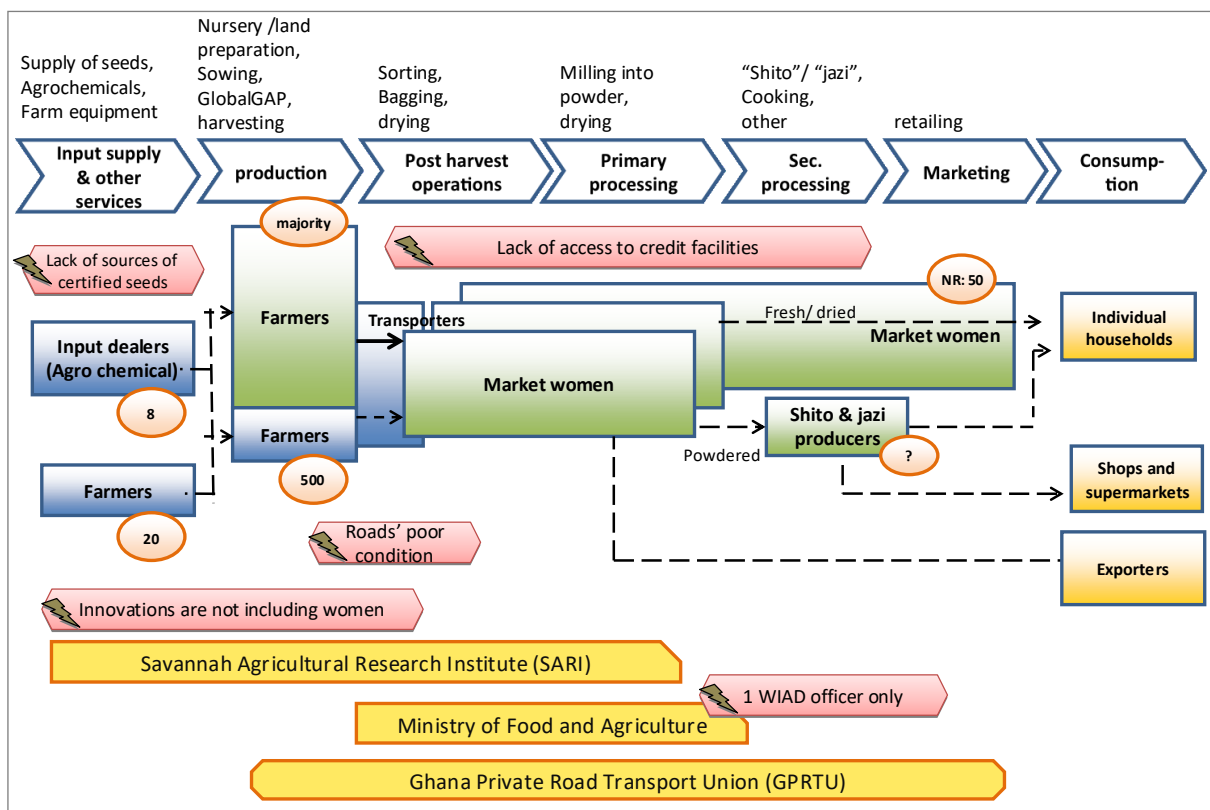 Supply of seeds,
Agrochemicals,
Farm equipment
Nursery /land
preparation,
Sowing,
GlobalGAP,
harvesting
Sorting,
Bagging,
drying
Milling into
powder,
drying
“Shito”/ “jazi”,
Cooking,
other
retailing
Input supply
& other
services
production
Post harvest
operations
Primary
processing
Sec.
processing
Marketing
Consump-
tion
majority
Lack of sources of
certified seeds
Lack of access to credit facilities
NR: 50
Farmers
Transporters
Fresh/ dried
Market women
Individual
households
Input dealers
(Agro chemical)
8
Market women
Farmers
500
Powdered
Shito & jazi
producers
?
Farmers
20
Shops and
supermarkets
Roads’ poor
condition
Exporters
Innovations are not including women
Savannah Agricultural Research Institute (SARI)
1 WIAD officer only
Ministry of Food and Agriculture
Ghana Private Road Transport Union (GPRTU)